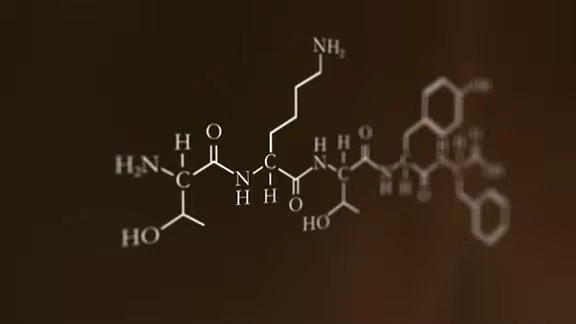 NH₂
H O H H O
H₂N C N C N C
H H O
HO HO